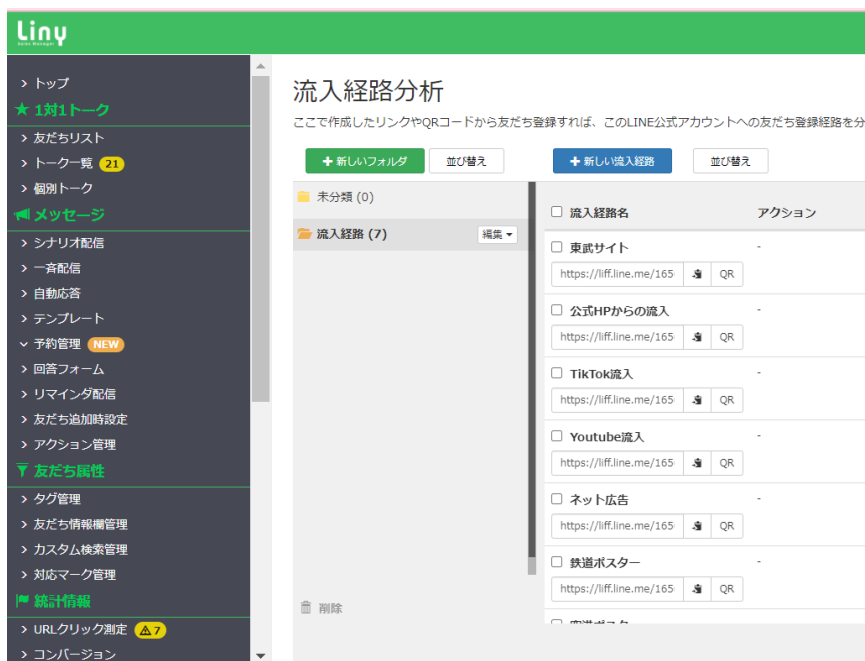 Liny
トップ
1対1トーク
友だちリスト
トーク一覧 21
個別トーク
メッセージ
シナリオ配信
一斉配信
自動応答
テンプレート
予約管理 NEW
回答フォーム
リマインダ配信
友だち追加時設定
アクション管理
友だち属性
タグ管理
友だち情報欄管理
カスタム検索管理
対応マーク管理
統計情報
URLクリック測定 7
コンバージョン
流入経路分析
ここで作成したリンクやQRコードから友だち登録すれば、このLINE公式アカウントへの友だち登録経路を分
新しいフォルダ 並び替え
未分類 (0)
流入経路 (7) 編集
削除
新しい流入経路 並び替え
流入経路名 アクション
東武サイト -
https://liff.line.me/165 QR
公式HPからの流入 -
https://liff.line.me/165 QR
TikTok流入 -
https://liff.line.me/165 QR
Youtube流入 -
https://liff.line.me/165 QR
ネット広告 -
https://liff.line.me/165 QR
鉄道ポスター -
https://liff.line.me/165 QR